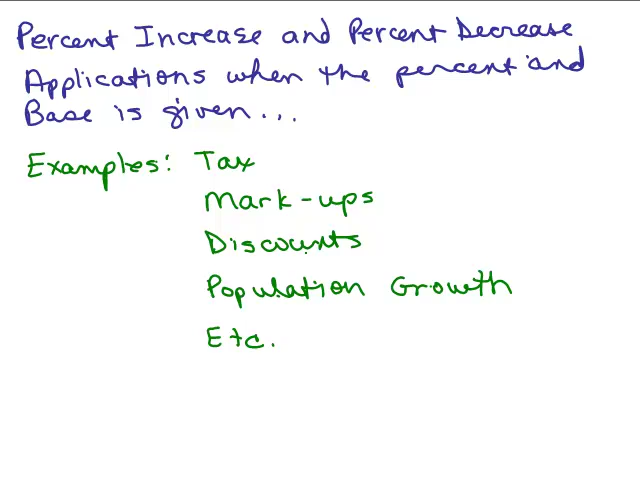 Percent Increase and Percent Decrease
Applications when the percent and
Base is given...
Examples: Tax
Mark-ups
Discounts
Population Growth
Etc.